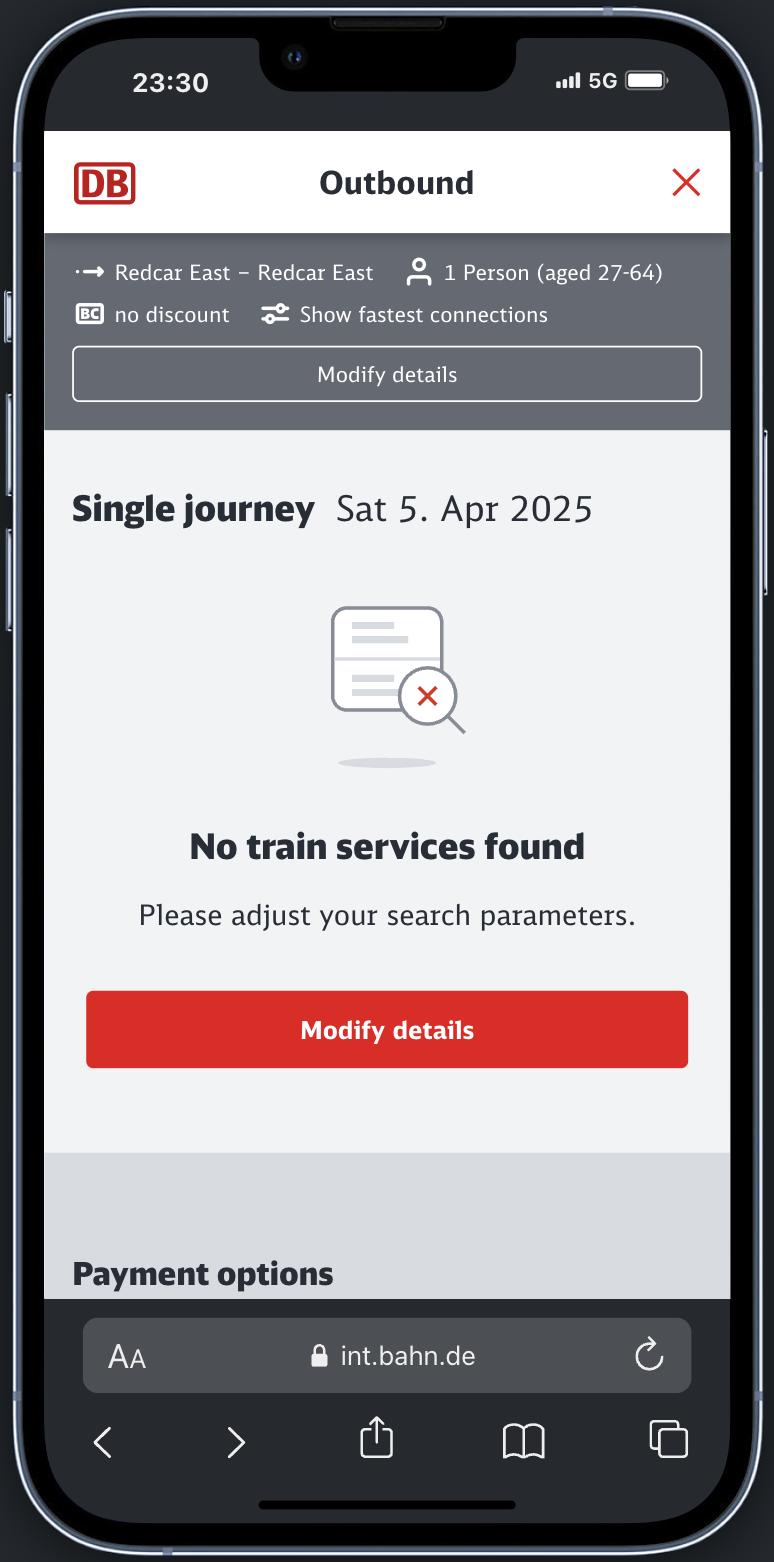 23:30 5G
DB Outbound
Redcar East – Redcar East 1 Person (aged 27-64)
BC no discount Show fastest connections
Modify details
Single journey Sat 5. Apr 2025
No train services found
Please adjust your search parameters.
Modify details
Payment options
AA int.bahn.de